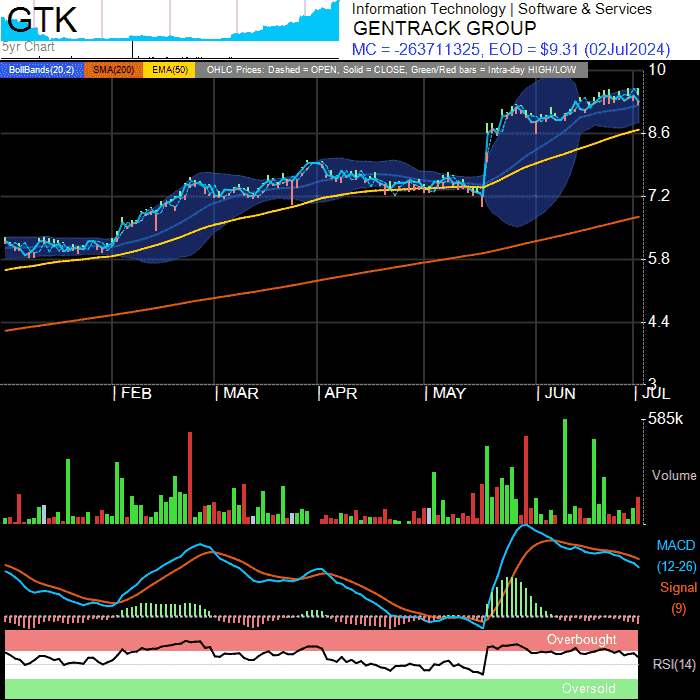 GTK
5yr Chart
Information Technology | Software & Services
GENTRACK GROUP
MC = -263711325, EOD = $9.31 (02Jul2024)
BollBands(20,2) SMA(200) EMA(50) OHLC Prices: Dashed = OPEN, Solid = CLOSE, Green/Red bars = Intra-day HIGH/LOW
10
8.6
7.2
5.8
4.4
3
FEB MAR APR MAY JUN JUL
585k
Volume
MACD
(12-26)
Signal
(9)
Overbought
RSI(14)
Oversold